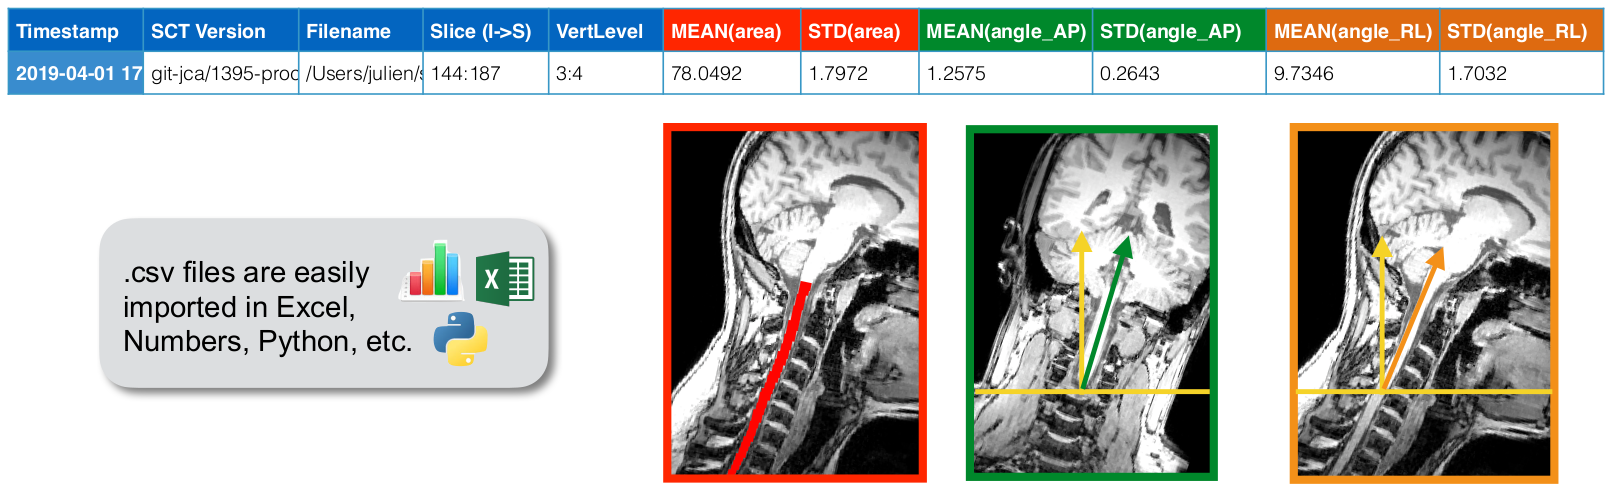 Timestamp SCT Version Filename Slice (I->S) VertLevel MEAN(area) STD(area) MEAN(angle_AP) STD(angle_AP) MEAN(angle_RL) STD(angle_RL)
2019-04-01 17 git-jca/1395-proc /Users/julien/s 144:187 3:4 78.0492 1.7972 1.2575 0.2643 9.7346 1.7032
.csv files are easily
imported in Excel,
Numbers, Python, etc.
X